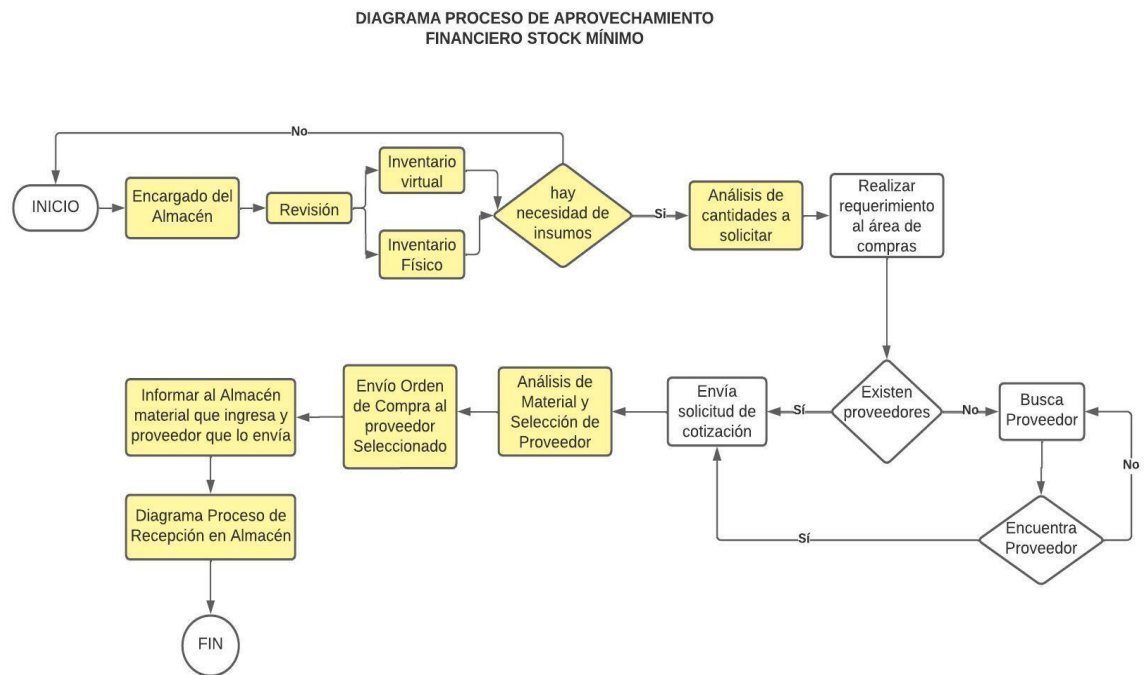 DIAGRAMA PROCESO DE APROVECHAMIENTO
FINANCIERO STOCK MÍNIMO
No
INICIO
Encargado del
Almacén
Revisión
Inventario
virtual
Inventario
Físico
hay
necesidad de
insumos
Si
Análisis de
cantidades a
solicitar
Realizar
requerimiento
al área de
compras
Existen
proveedores
No
Busca
Proveedor
No
Encuentra
Proveedor
Sí
Sí
Envía
solicitud de
cotización
Análisis de
Material y
Selección de
Proveedor
Envío Orden
de Compra al
proveedor
Seleccionado
Informar al Almacén
material que ingresa y
proveedor que lo envía
Diagrama Proceso de
Recepción en Almacén
FIN